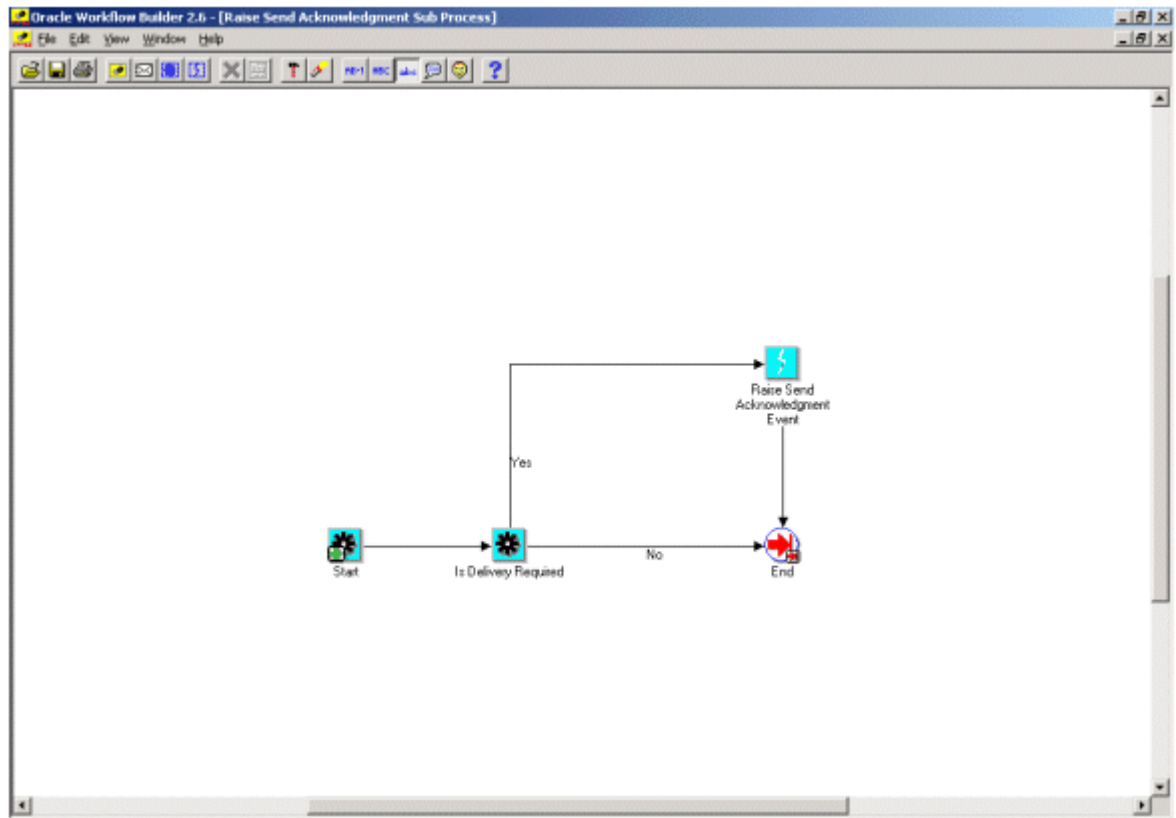 Oracle Workflow Builder 2.6 - [Raise Send Acknowledgment Sub Process]
File Edit View Window Help
Raise Send
Acknowledgment
Event
Yes
Start
Is Delivery Required
No
End